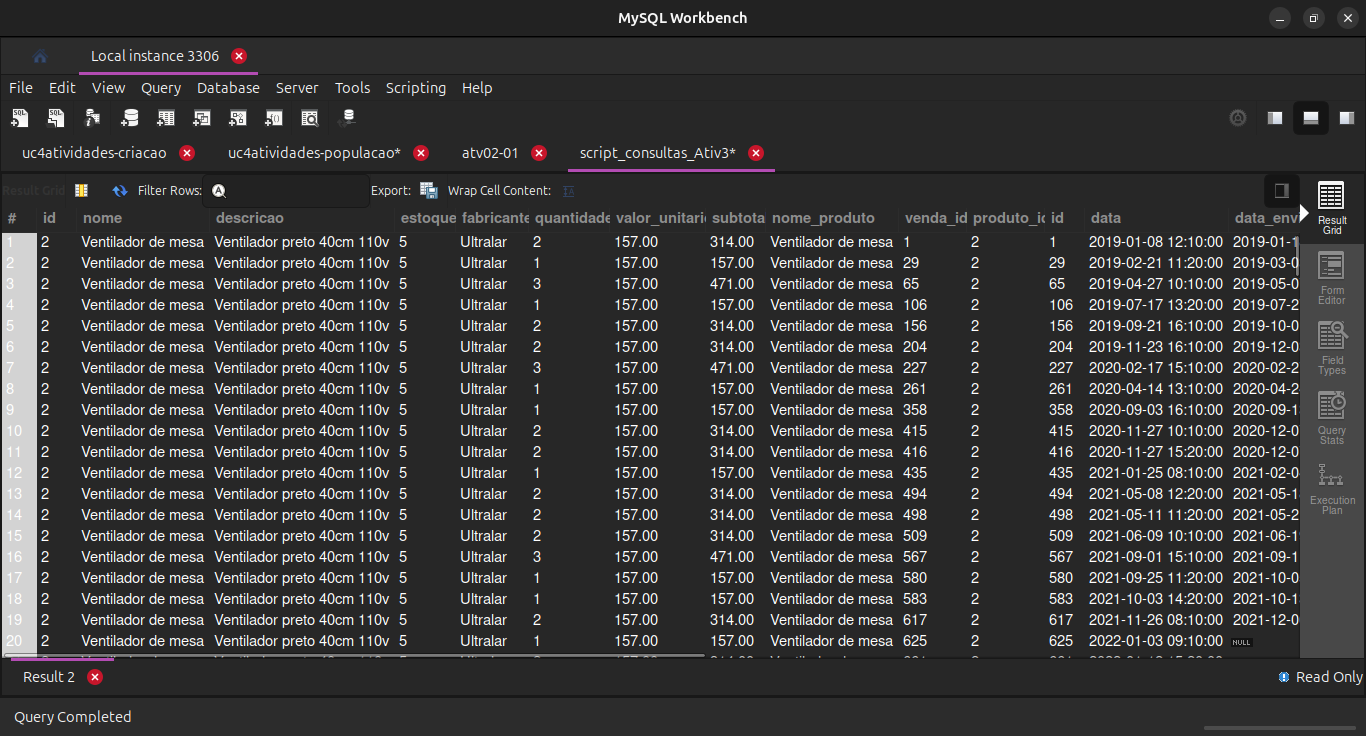 MySQL Workbench
Local instance 3306
File Edit View Query Database Server Tools Scripting Help
uc4atividades-criacao uc4atividades-populacao* atv02-01 script_consultas_Ativ3*
Result Grid Filter Rows: Export: Wrap Cell Content:
# id nome descricao estoque fabricante quantidade valor_unitari subtota nome_produto venda_id produto_id id data data_envi
1 2 Ventilador de mesa Ventilador preto 40cm 110v 5 Ultralar 2 157.00 314.00 Ventilador de mesa 1 2 1 2019-01-08 12:10:00 2019-01-1
2 2 Ventilador de mesa Ventilador preto 40cm 110v 5 Ultralar 1 157.00 157.00 Ventilador de mesa 29 2 29 2019-02-21 11:20:00 2019-03-0
3 2 Ventilador de mesa Ventilador preto 40cm 110v 5 Ultralar 3 157.00 471.00 Ventilador de mesa 65 2 65 2019-04-27 10:10:00 2019-05-0
4 2 Ventilador de mesa Ventilador preto 40cm 110v 5 Ultralar 1 157.00 157.00 Ventilador de mesa 106 2 106 2019-07-17 13:20:00 2019-07-2
5 2 Ventilador de mesa Ventilador preto 40cm 110v 5 Ultralar 2 157.00 314.00 Ventilador de mesa 156 2 156 2019-09-21 16:10:00 2019-10-0
6 2 Ventilador de mesa Ventilador preto 40cm 110v 5 Ultralar 2 157.00 314.00 Ventilador de mesa 204 2 204 2019-11-23 16:10:00 2019-12-0
7 2 Ventilador de mesa Ventilador preto 40cm 110v 5 Ultralar 3 157.00 471.00 Ventilador de mesa 227 2 227 2020-02-17 15:10:00 2020-02-2
8 2 Ventilador de mesa Ventilador preto 40cm 110v 5 Ultralar 1 157.00 157.00 Ventilador de mesa 261 2 261 2020-04-14 13:10:00 2020-04-2
9 2 Ventilador de mesa Ventilador preto 40cm 110v 5 Ultralar 1 157.00 157.00 Ventilador de mesa 358 2 358 2020-09-03 16:10:00 2020-09-1
10 2 Ventilador de mesa Ventilador preto 40cm 110v 5 Ultralar 2 157.00 314.00 Ventilador de mesa 415 2 415 2020-11-27 10:10:00 2020-12-0
11 2 Ventilador de mesa Ventilador preto 40cm 110v 5 Ultralar 2 157.00 314.00 Ventilador de mesa 416 2 416 2020-11-27 15:20:00 2020-12-0
12 2 Ventilador de mesa Ventilador preto 40cm 110v 5 Ultralar 1 157.00 157.00 Ventilador de mesa 435 2 435 2021-01-25 08:10:00 2021-02-0
13 2 Ventilador de mesa Ventilador preto 40cm 110v 5 Ultralar 2 157.00 314.00 Ventilador de mesa 494 2 494 2021-05-08 12:20:00 2021-05-1
14 2 Ventilador de mesa Ventilador preto 40cm 110v 5 Ultralar 2 157.00 314.00 Ventilador de mesa 498 2 498 2021-05-11 11:20:00 2021-05-2
15 2 Ventilador de mesa Ventilador preto 40cm 110v 5 Ultralar 2 157.00 314.00 Ventilador de mesa 509 2 509 2021-06-09 10:10:00 2021-06-1
16 2 Ventilador de mesa Ventilador preto 40cm 110v 5 Ultralar 3 157.00 471.00 Ventilador de mesa 567 2 567 2021-09-01 15:10:00 2021-09-1
17 2 Ventilador de mesa Ventilador preto 40cm 110v 5 Ultralar 1 157.00 157.00 Ventilador de mesa 580 2 580 2021-09-25 11:20:00 2021-10-0
18 2 Ventilador de mesa Ventilador preto 40cm 110v 5 Ultralar 1 157.00 157.00 Ventilador de mesa 583 2 583 2021-10-03 14:20:00 2021-10-1
19 2 Ventilador de mesa Ventilador preto 40cm 110v 5 Ultralar 2 157.00 314.00 Ventilador de mesa 617 2 617 2021-11-26 08:10:00 2021-12-0
20 2 Ventilador de mesa Ventilador preto 40cm 110v 5 Ultralar 1 157.00 157.00 Ventilador de mesa 625 2 625 2022-01-03 09:10:00 NULL
Result
Grid
Form
Editor
Field
Types
Query
Stats
Execution
Plan
Result 2
Read Only
Query Completed